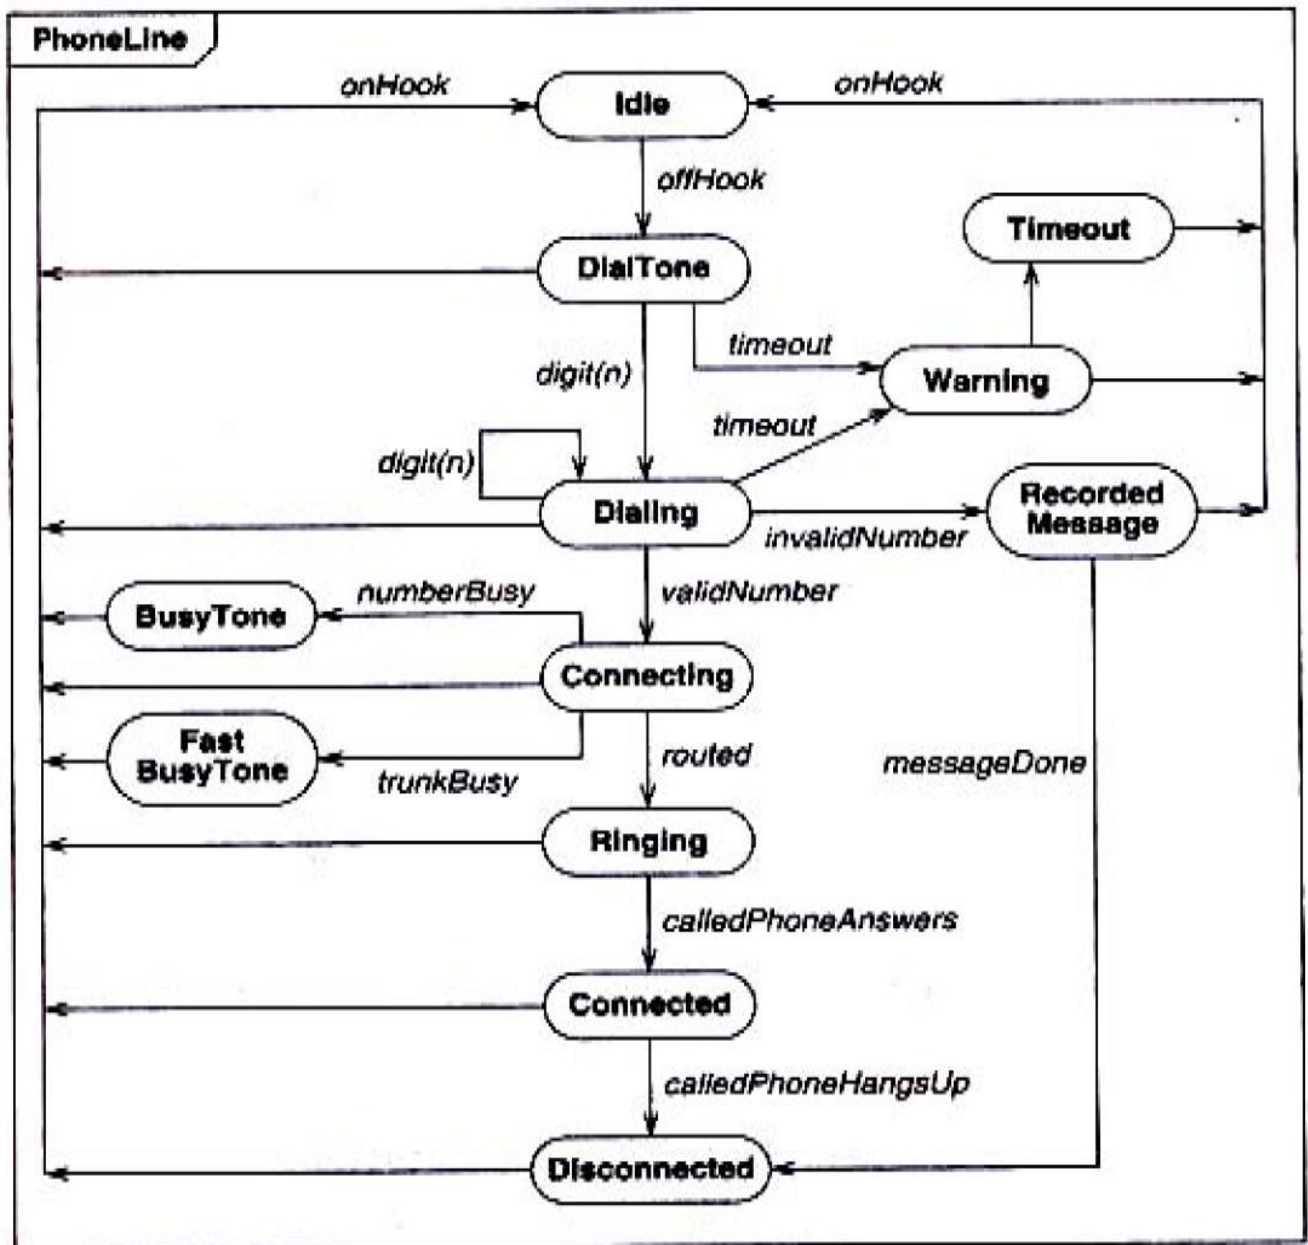 PhoneLine
onHook
Idle
onHook
offHook
Timeout
DialTone
timeout
digit(n)
Warning
timeout
digit(n)
Recorded
Message
Dialing
invalidNumber
numberBusy
validNumber
BusyTone
Connecting
Fast
BusyTone
routed
messageDone
trunkBusy
Ringing
calledPhoneAnswers
Connected
calledPhoneHangsUp
Disconnected